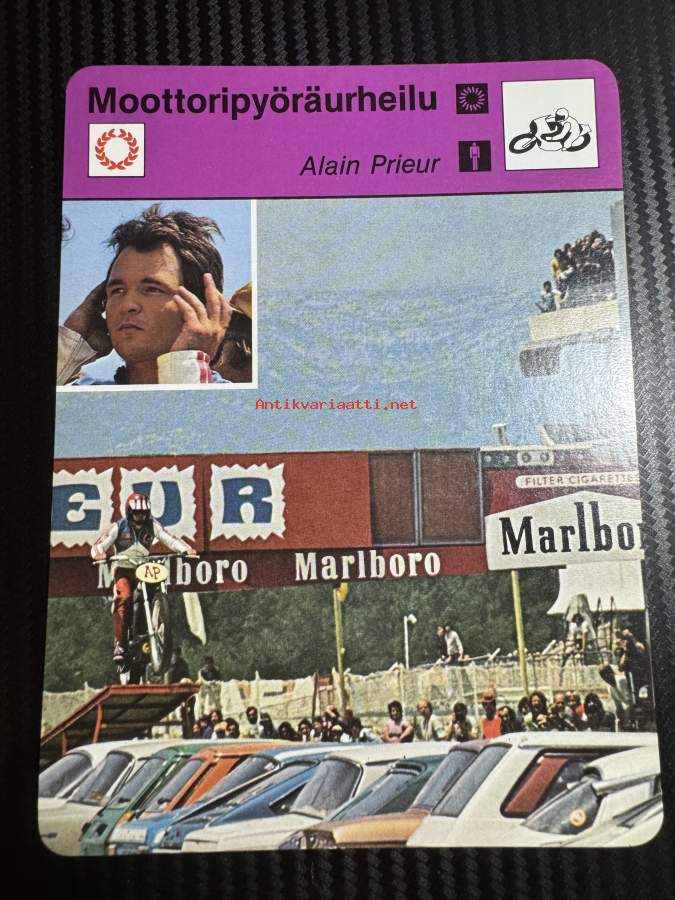 Moottoripyöräurheilu
Alain Prieur
Antikvariaatti.net
EUR
FILTER CIGARETTES
Marlboro
Marlboro
Marlbo
AP